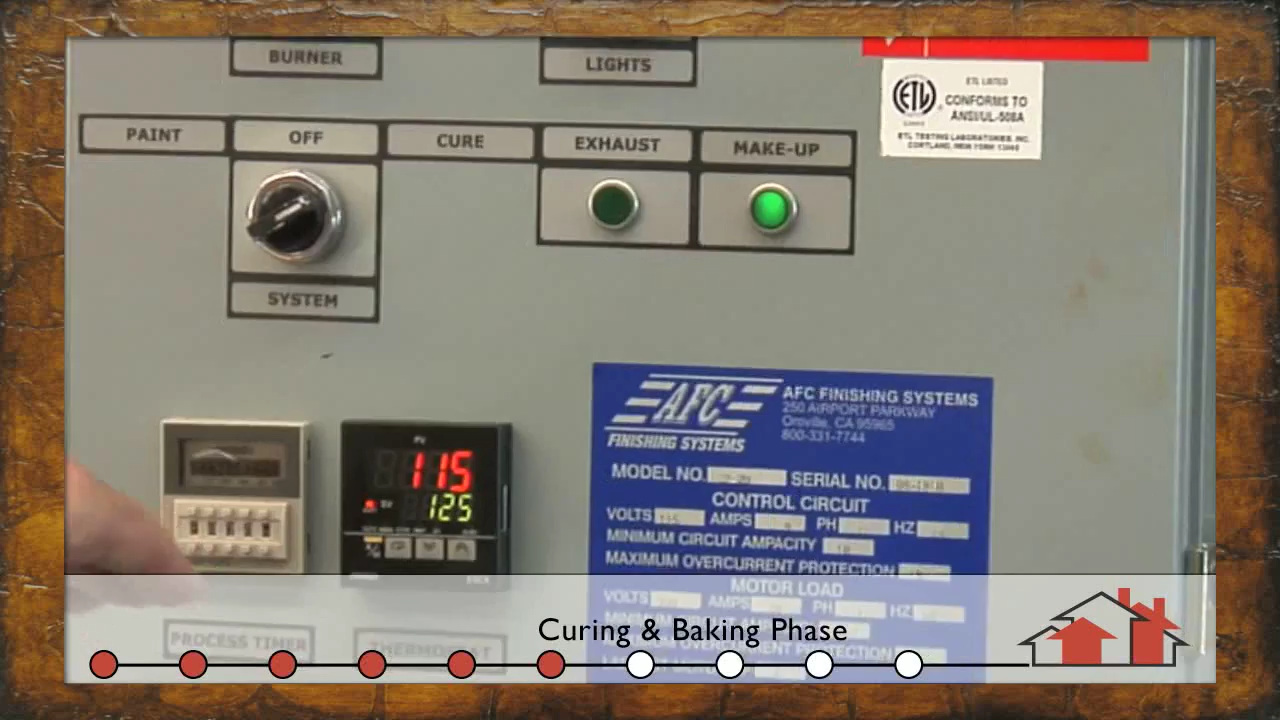 BURNER
LIGHTS
ETL LISTED
CONFORMS TO
ANSI/UL-508A
ETL TESTING LABORATORIES, INC.
CORTLAND, NEW YORK 13045
ETL
PAINT
OFF
CURE
EXHAUST
MAKE-UP
SYSTEM
PV
115
SV
125
AFC
FINISHING SYSTEMS
AFC FINISHING SYSTEMS
250 AIRPORT PARKWAY
Oroville, CA 95965
800-331-7744
MODEL NO. SERIAL NO.
CONTROL CIRCUIT
VOLTS 115 AMPS PH HZ
MINIMUM CIRCUIT AMPACITY 10
MAXIMUM OVERCURRENT PROTECTION
MOTOR LOAD
VOLTS AMPS PH HZ
PROCESS TIMER
THERMOSTAT
Curing & Baking Phase